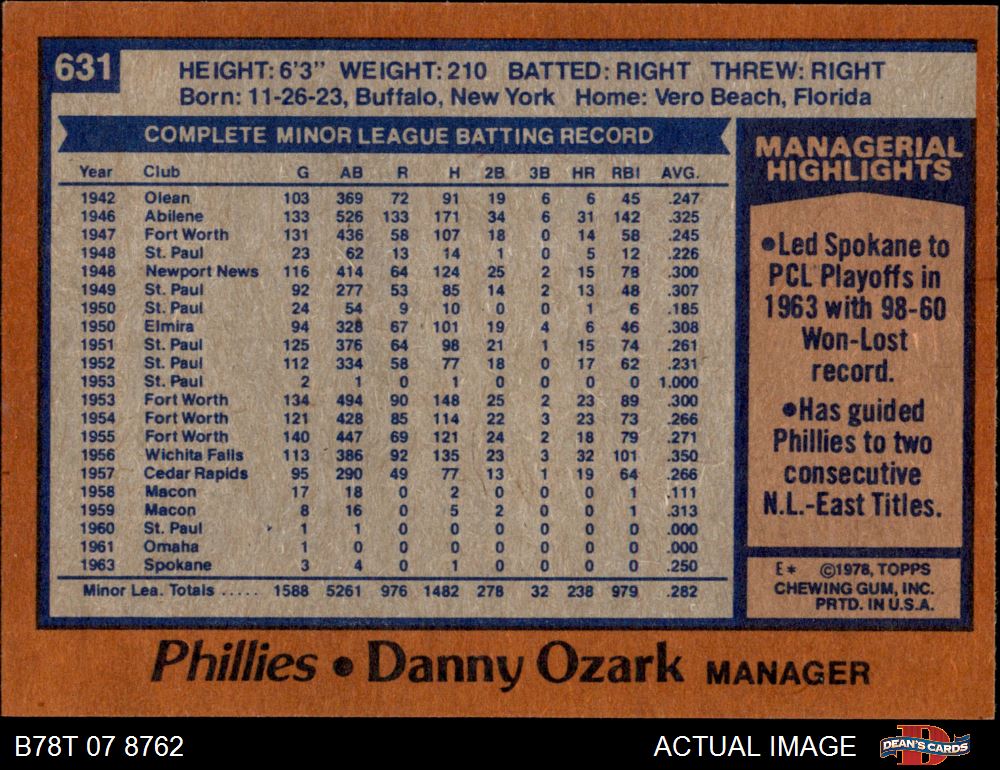 631
HEIGHT: 6'3" WEIGHT: 210 BATTED: RIGHT THREW: RIGHT
Born: 11-26-23, Buffalo, New York Home: Vero Beach, Florida
COMPLETE MINOR LEAGUE BATTING RECORD
Year Club G AB R H 2B 3B HR RBI AVG.
1942 Olean 103 369 72 91 19 6 6 45 .247
1946 Abilene 133 526 133 171 34 6 31 142 .325
1947 Fort Worth 131 436 58 107 18 0 14 58 .245
1948 St. Paul 23 62 13 14 1 0 5 12 .226
1948 Newport News 116 414 64 124 25 2 15 78 .300
1949 St. Paul 92 277 53 85 14 2 13 48 .307
1950 St. Paul 24 54 9 10 0 0 1 6 .185
1950 Elmira 94 328 67 101 19 4 6 46 .308
1951 St. Paul 125 376 64 98 21 1 15 74 .261
1952 St. Paul 112 334 58 77 18 0 17 62 .231
1953 St. Paul 2 1 0 1 0 0 0 0 1.000
1953 Fort Worth 134 494 90 148 25 2 23 89 .300
1954 Fort Worth 121 428 85 114 22 3 23 73 .266
1955 Fort Worth 140 447 69 121 24 2 18 79 .271
1956 Wichita Falls 113 386 92 135 23 3 32 101 .350
1957 Cedar Rapids 95 290 49 77 13 1 19 64 .266
1958 Macon 17 18 0 2 0 0 0 1 .111
1959 Macon 8 16 0 5 2 0 0 1 .313
1960 St. Paul 1 1 0 0 0 0 0 0 .000
1961 Omaha 1 0 0 0 0 0 0 0 .000
1963 Spokane 3 4 0 1 0 0 0 0 .250
Minor Lea. Totals ..... 1588 5261 976 1482 278 32 238 979 .282
MANAGERIAL
HIGHLIGHTS
•Led Spokane to
PCL Playoffs in
1963 with 98-60
Won-Lost
record.
•Has guided
Phillies to two
consecutive
N.L.-East Titles.
E* ©1978, TOPPS
CHEWING GUM, INC.
PRTD. IN U.S.A.
Phillies • Danny Ozark MANAGER
B78T 07 8762
ACTUAL IMAGE
D
DEAN'S CARDS